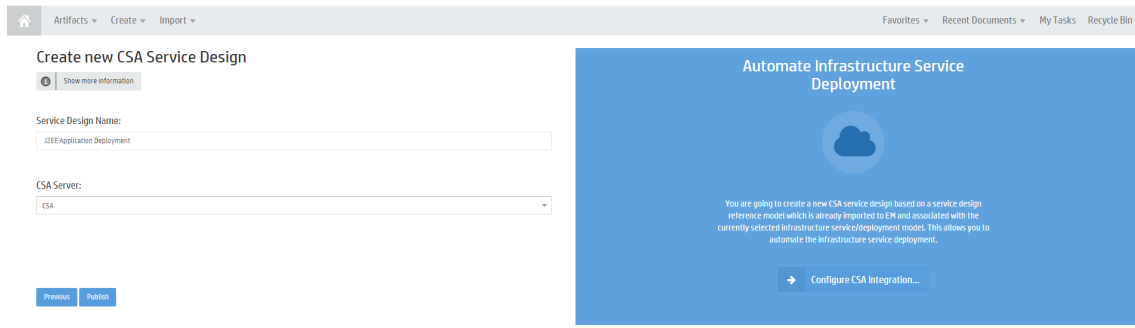 Artifacts Create Import Favorites Recent Documents My Tasks Recycle Bin
Create new CSA Service Design
Show more information
Service Design Name:
J2EE Application Deployment
CSA Server:
CSA
Previous Publish
Automate Infrastructure Service
Deployment
You are going to create a new CSA service design based on a service design
reference model which is already imported to EM and associated with the
currently selected infrastructure service/deployment model. This allows you to
automate the infrastructure service deployment.
Configure CSA Integration...